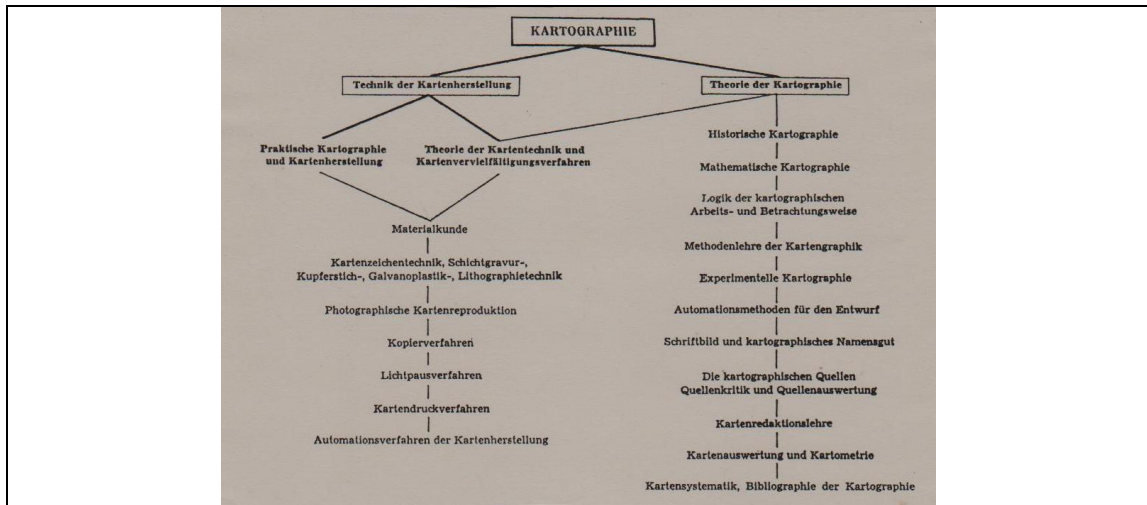 KARTOGRAPHIE
Technik der Kartenherstellung
Theorie der Kartographie
Praktische Kartographie
und Kartenherstellung
Theorie der Kartentechnik und
Kartenvervielfältigungsverfahren
Materialkunde
Kartenzeichentechnik, Schichtgravur-,
Kupferstich-, Galvanoplastik-, Lithographietechnik
Photographische Kartenreproduktion
Kopierverfahren
Lichtpausverfahren
Kartendruckverfahren
Automationsverfahren der Kartenherstellung
Historische Kartographie
Mathematische Kartographie
Logik der kartographischen
Arbeits- und Betrachtungsweise
Methodenlehre der Kartengraphik
Experimentelle Kartographie
Automationsmethoden für den Entwurf
Schriftbild und kartographisches Namensgut
Die kartographischen Quellen
Quellenkritik und Quellenauswertung
Kartenredaktionslehre
Kartenauswertung und Kartometrie
Kartensystematik, Bibliographie der Kartographie